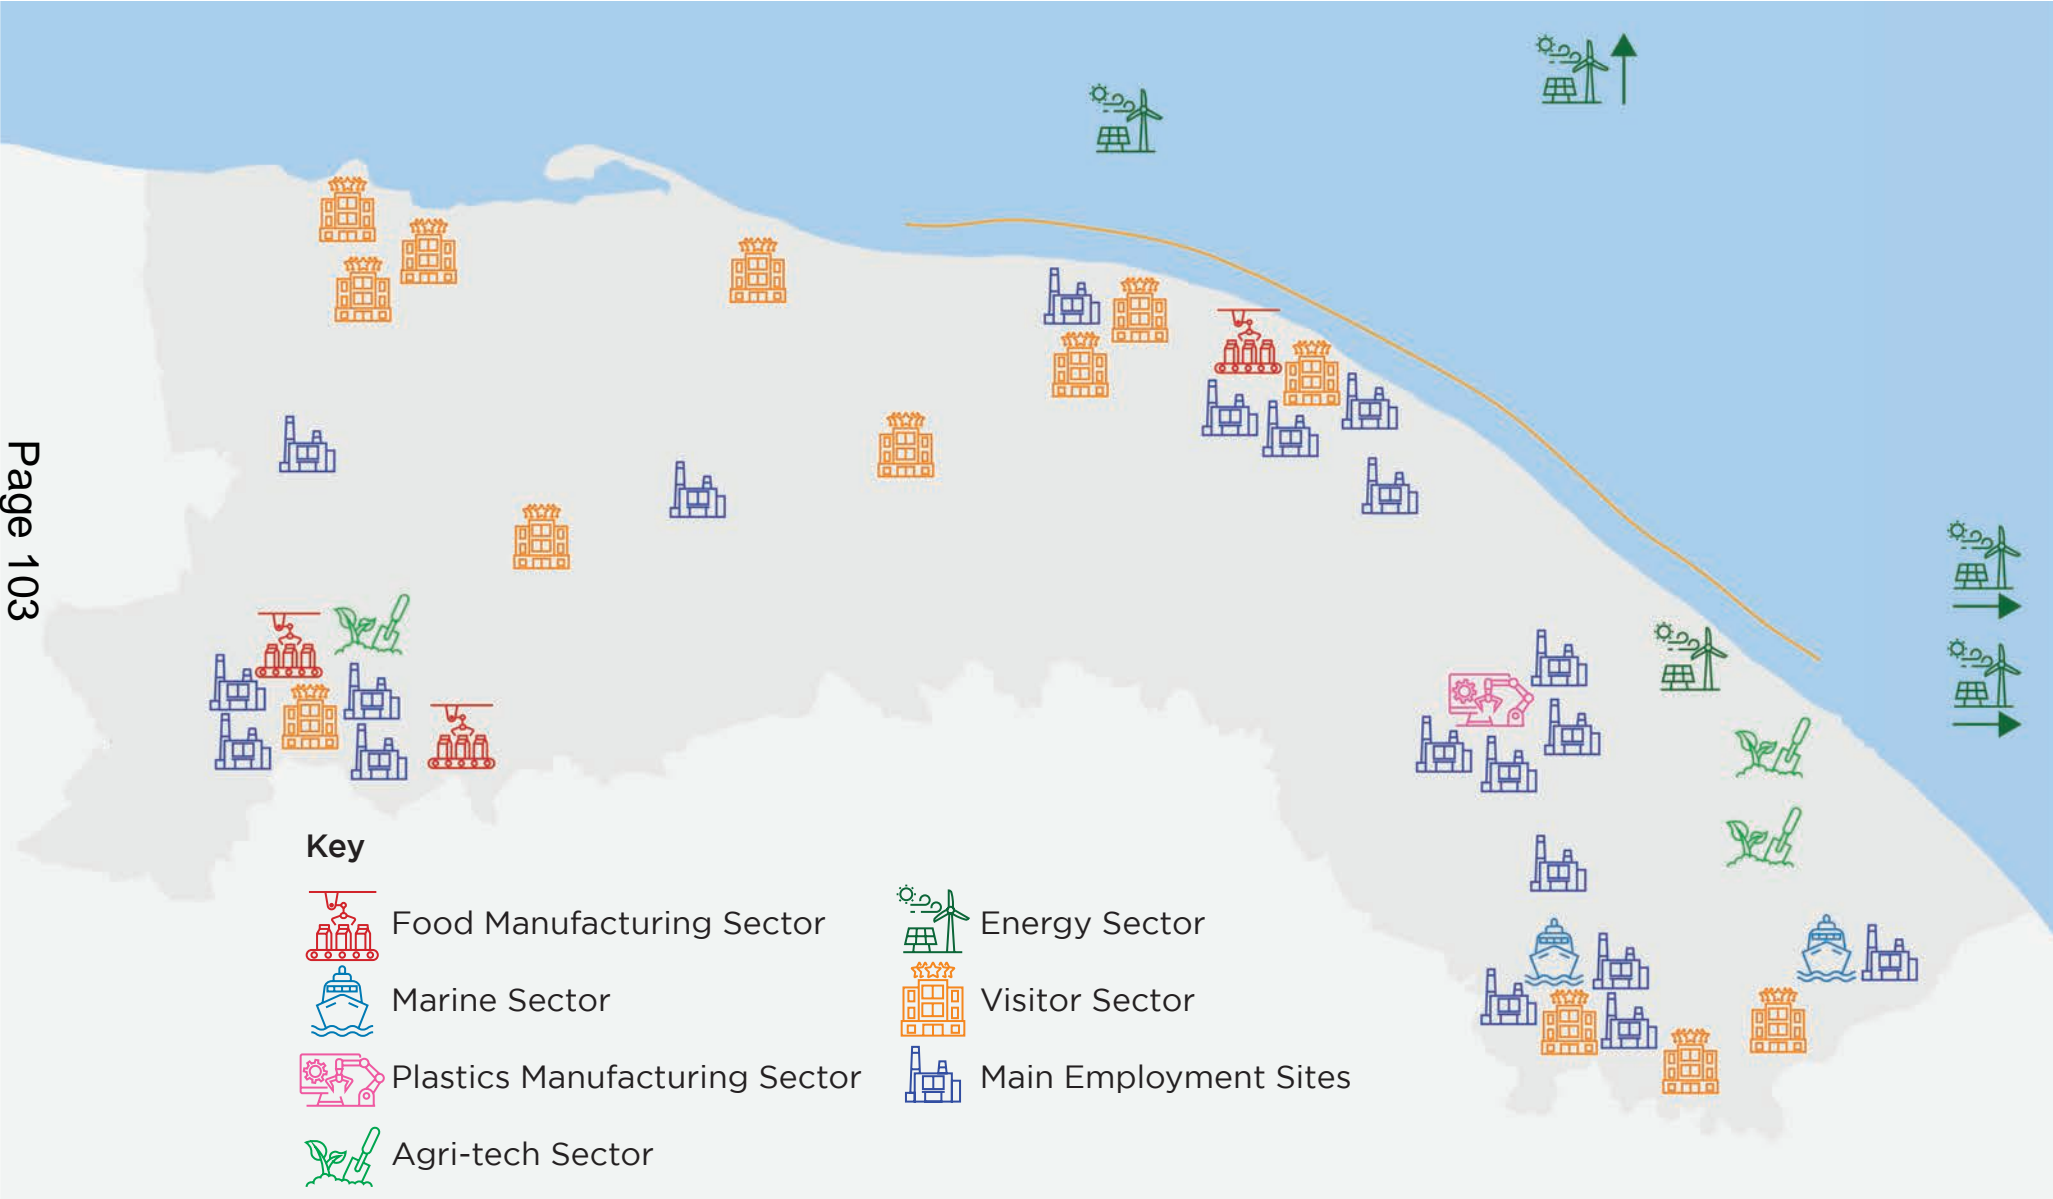 Page 103
Key
Food Manufacturing Sector
Marine Sector
Plastics Manufacturing Sector
Agri-tech Sector
Energy Sector
Visitor Sector
Main Employment Sites